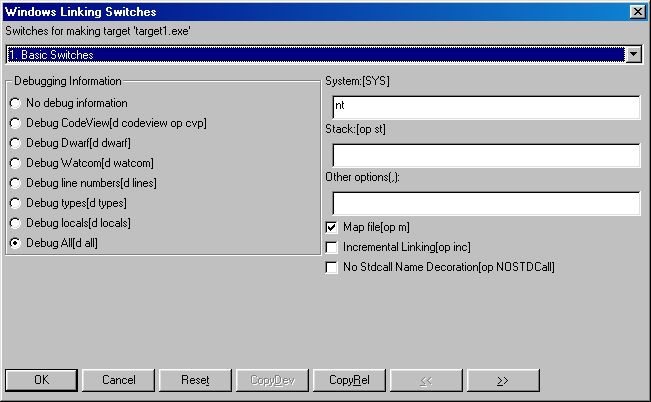 Windows Linking Switches
Switches for making target 'target1.exe'
1. Basic Switches
Debugging Information
No debug information
Debug CodeView[d codeview op cvp]
Debug Dwarf[d dwarf]
Debug Watcom[d watcom]
Debug line numbers[d lines]
Debug types[d types]
Debug locals[d locals]
Debug All[d all]
System:[SYS]
nt
Stack:[op st]
Other options(,):
Map file[op m]
Incremental Linking[op inc]
No Stdcall Name Decoration[op NOSTDCall]
OK Cancel Reset CopyDev CopyRel << >>